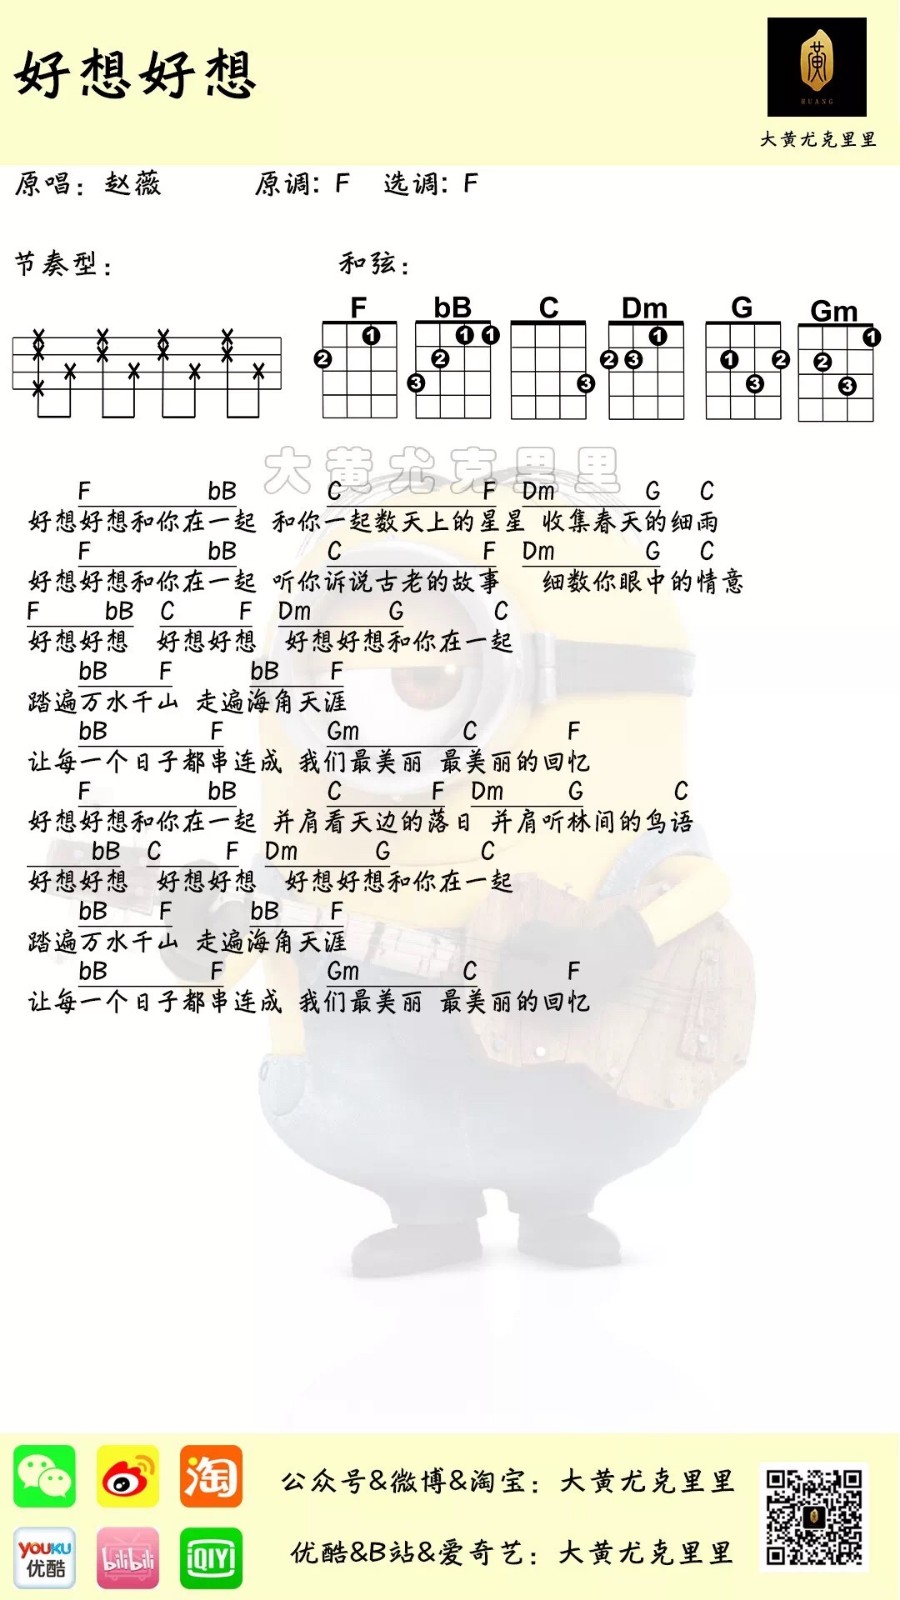 好想好想
HUANG
大黄尤克里里
原唱：赵薇 原调: F 选调: F
节奏型： 和弦：
F bB C Dm G Gm
大黄尤克里里
F bB C F Dm G C
好想好想和你在一起 和你一起数天上的星星 收集春天的细雨
F bB C F Dm G C
好想好想和你在一起 听你诉说古老的故事 细数你眼中的情意
F bB C F Dm G C
好想好想 好想好想 好想好想和你在一起
bB F bB F
踏遍万水千山 走遍海角天涯
bB F Gm C F
让每一个日子都串连成 我们最美丽 最美丽的回忆
F bB C F Dm G C
好想好想和你在一起 并肩看天边的落日 并肩听林间的鸟语
bB C F Dm G C
好想好想 好想好想 好想好想和你在一起
bB F bB F
踏遍万水千山 走遍海角天涯
bB F Gm C F
让每一个日子都串连成 我们最美丽 最美丽的回忆
淘
公众号&微博&淘宝：大黄尤克里里
YOUKU
优酷
bilibili
iQIYI
优酷&B站&爱奇艺：大黄尤克里里